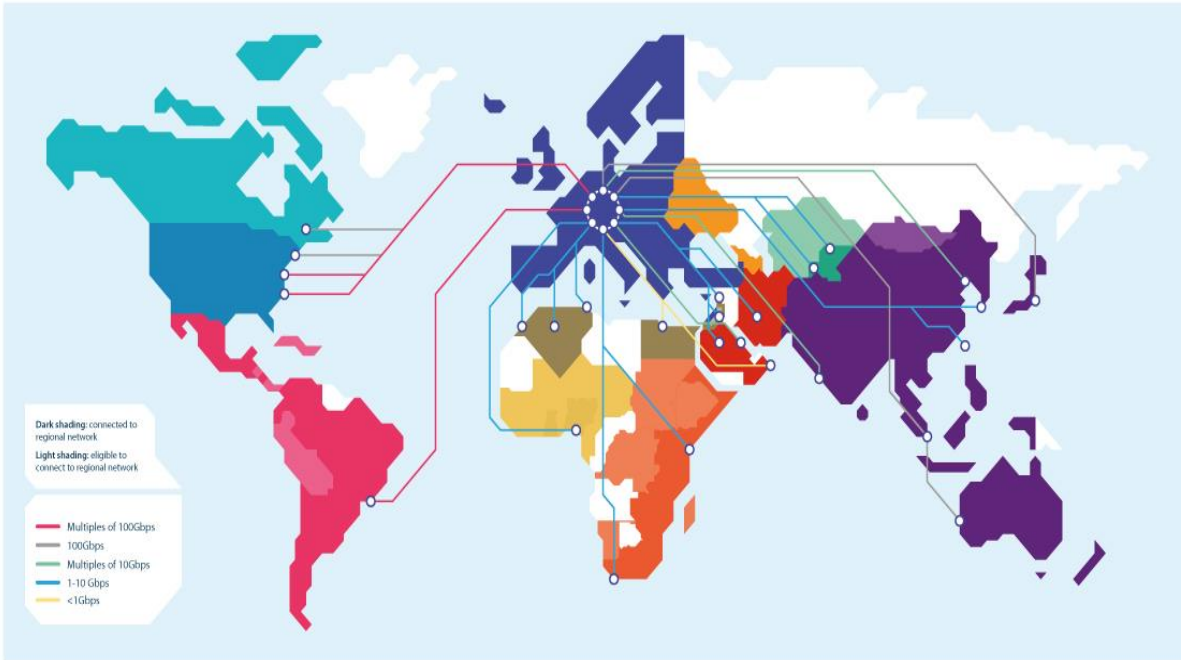 Dark shading: connected to
regional network
Light shading: eligible to
connect to regional network
Multiples of 100Gbps
100Gbps
Multiples of 10Gbps
1-10 Gbps
<1Gbps